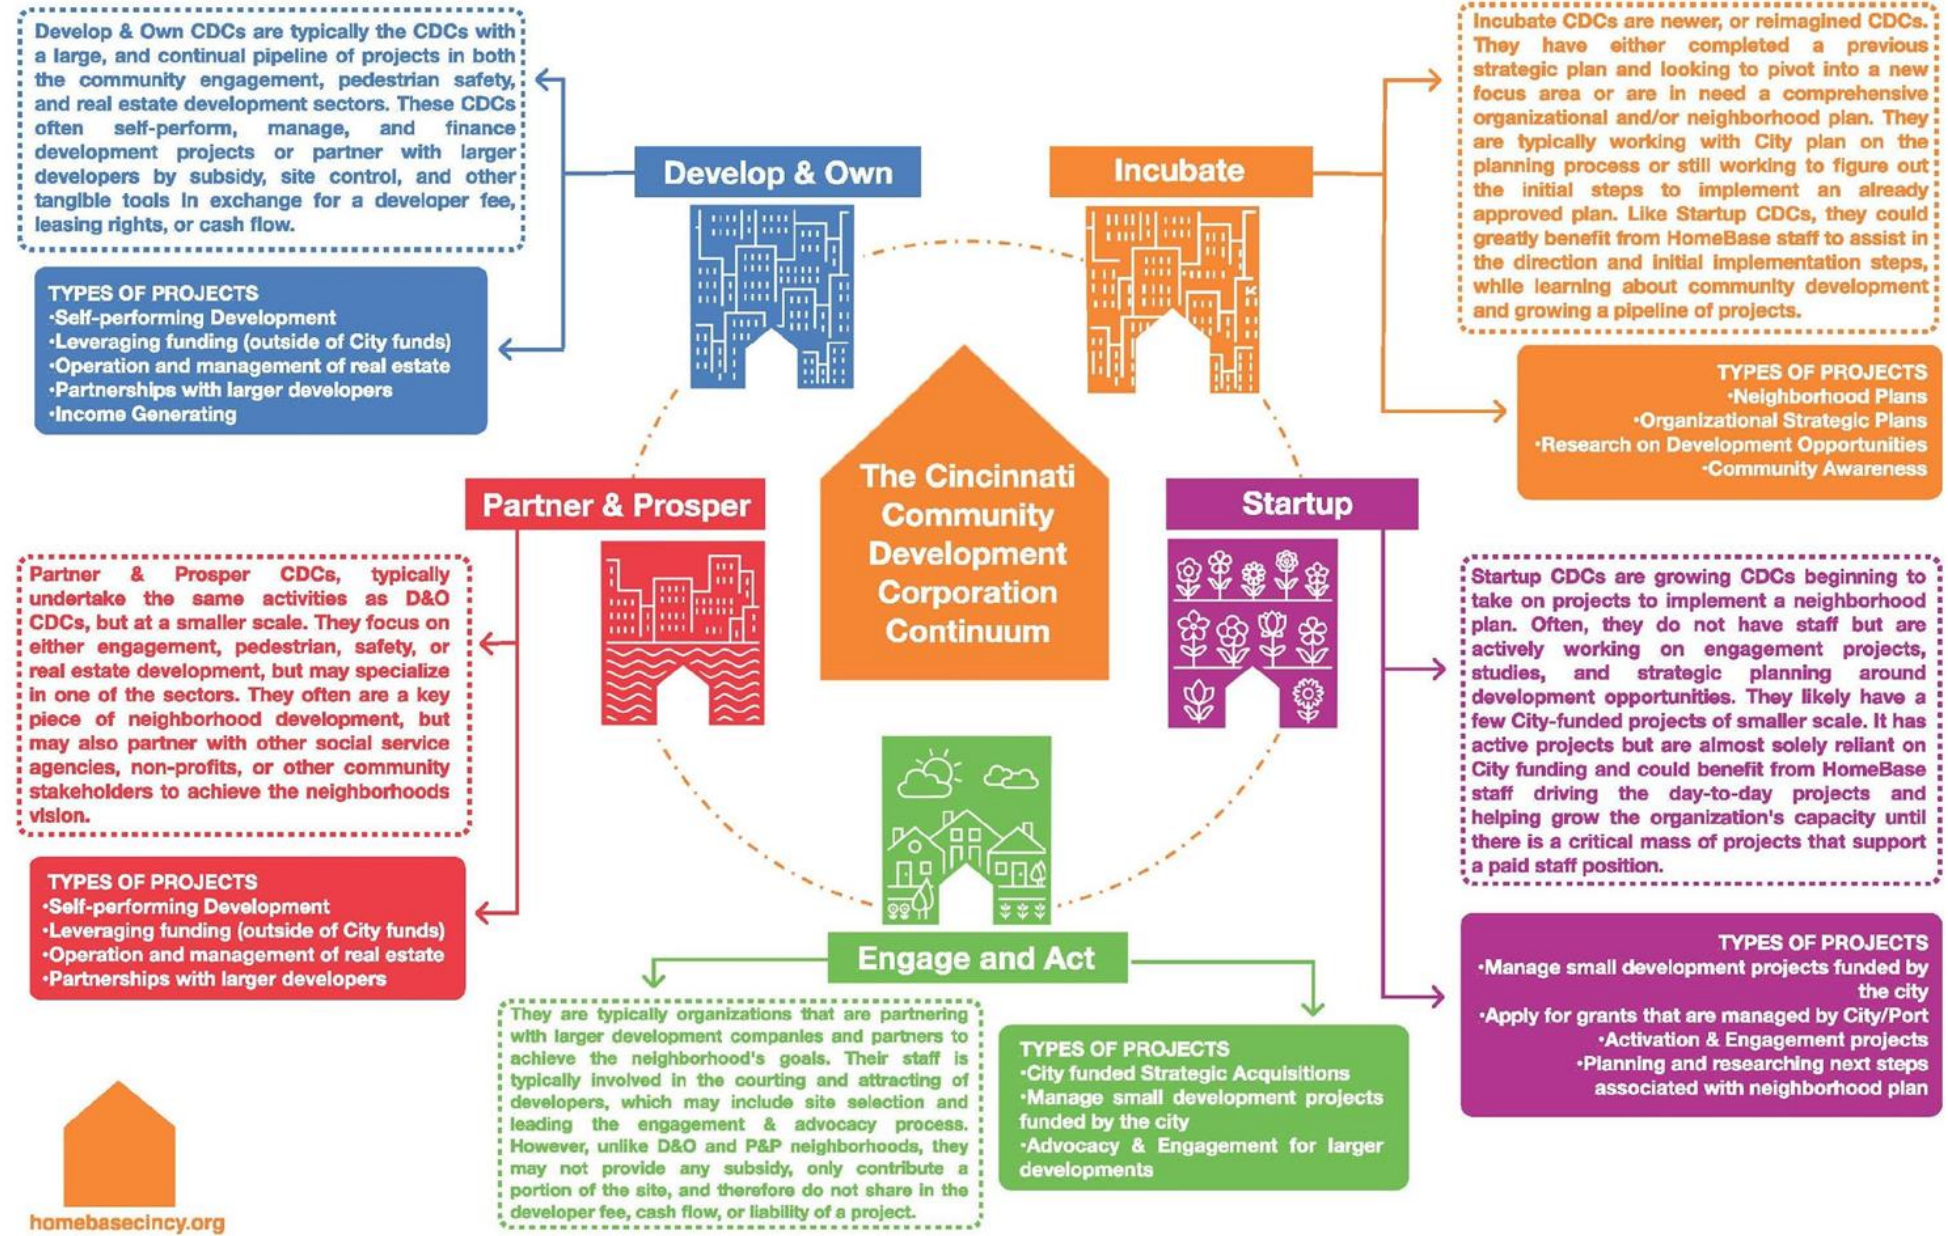 Develop & Own CDCs are typically the CDCs with
a large, and continual pipeline of projects in both
the community engagement, pedestrian safety,
and real estate development sectors. These CDCs
often self-perform, manage, and finance
development projects or partner with larger
developers by subsidy, site control, and other
tangible tools in exchange for a developer fee,
leasing rights, or cash flow.
TYPES OF PROJECTS
•Self-performing Development
•Leveraging funding (outside of City funds)
•Operation and management of real estate
•Partnerships with larger developers
•Income Generating
Develop & Own
Incubate
Incubate CDCs are newer, or reimagined CDCs.
They have either completed a previous
strategic plan and looking to pivot into a new
focus area or are in need a comprehensive
organizational and/or neighborhood plan. They
are typically working with City plan on the
planning process or still working to figure out
the initial steps to implement an already
approved plan. Like Startup CDCs, they could
greatly benefit from HomeBase staff to assist in
the direction and initial implementation steps,
while learning about community development
and growing a pipeline of projects.
TYPES OF PROJECTS
•Neighborhood Plans
•Organizational Strategic Plans
•Research on Development Opportunities
•Community Awareness
The Cincinnati
Community
Development
Corporation
Continuum
Partner & Prosper
Partner & Prosper CDCs, typically
undertake the same activities as D&O
CDCs, but at a smaller scale. They focus on
either engagement, pedestrian, safety, or
real estate development, but may specialize
in one of the sectors. They often are a key
piece of neighborhood development, but
may also partner with other social service
agencies, non-profits, or other community
stakeholders to achieve the neighborhoods
vision.
TYPES OF PROJECTS
•Self-performing Development
•Leveraging funding (outside of City funds)
•Operation and management of real estate
•Partnerships with larger developers
Startup
Startup CDCs are growing CDCs beginning to
take on projects to implement a neighborhood
plan. Often, they do not have staff but are
actively working on engagement projects,
studies, and strategic planning around
development opportunities. They likely have a
few City-funded projects of smaller scale. It has
active projects but are almost solely reliant on
City funding and could benefit from HomeBase
staff driving the day-to-day projects and
helping grow the organization's capacity until
there is a critical mass of projects that support
a paid staff position.
TYPES OF PROJECTS
•Manage small development projects funded by
the city
•Apply for grants that are managed by City/Port
•Activation & Engagement projects
•Planning and researching next steps
associated with neighborhood plan
Engage and Act
They are typically organizations that are partnering
with larger development companies and partners to
achieve the neighborhood's goals. Their staff is
typically involved in the courting and attracting of
developers, which may include site selection and
leading the engagement & advocacy process.
However, unlike D&O and P&P neighborhoods, they
may not provide any subsidy, only contribute a
portion of the site, and therefore do not share in the
developer fee, cash flow, or liability of a project.
TYPES OF PROJECTS
•City funded Strategic Acquisitions
•Manage small development projects
funded by the city
•Advocacy & Engagement for larger
developments
homebasecincy.org